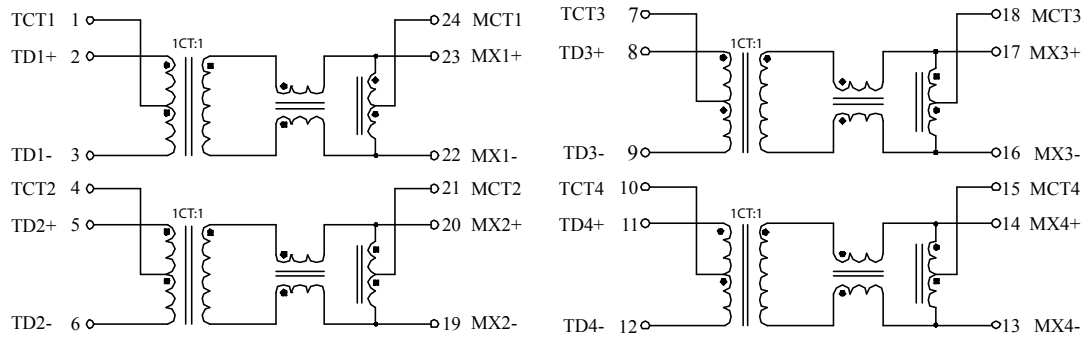 TCT1 1 24 MCT1
TD1+ 2 1CT:1 23 MX1+
TD1- 3 22 MX1-
TCT2 4 21 MCT2
TD2+ 5 1CT:1 20 MX2+
TD2- 6 19 MX2-
TCT3 7 18 MCT3
TD3+ 8 1CT:1 17 MX3+
TD3- 9 16 MX3-
TCT4 10 15 MCT4
TD4+ 11 1CT:1 14 MX4+
TD4- 12 13 MX4-